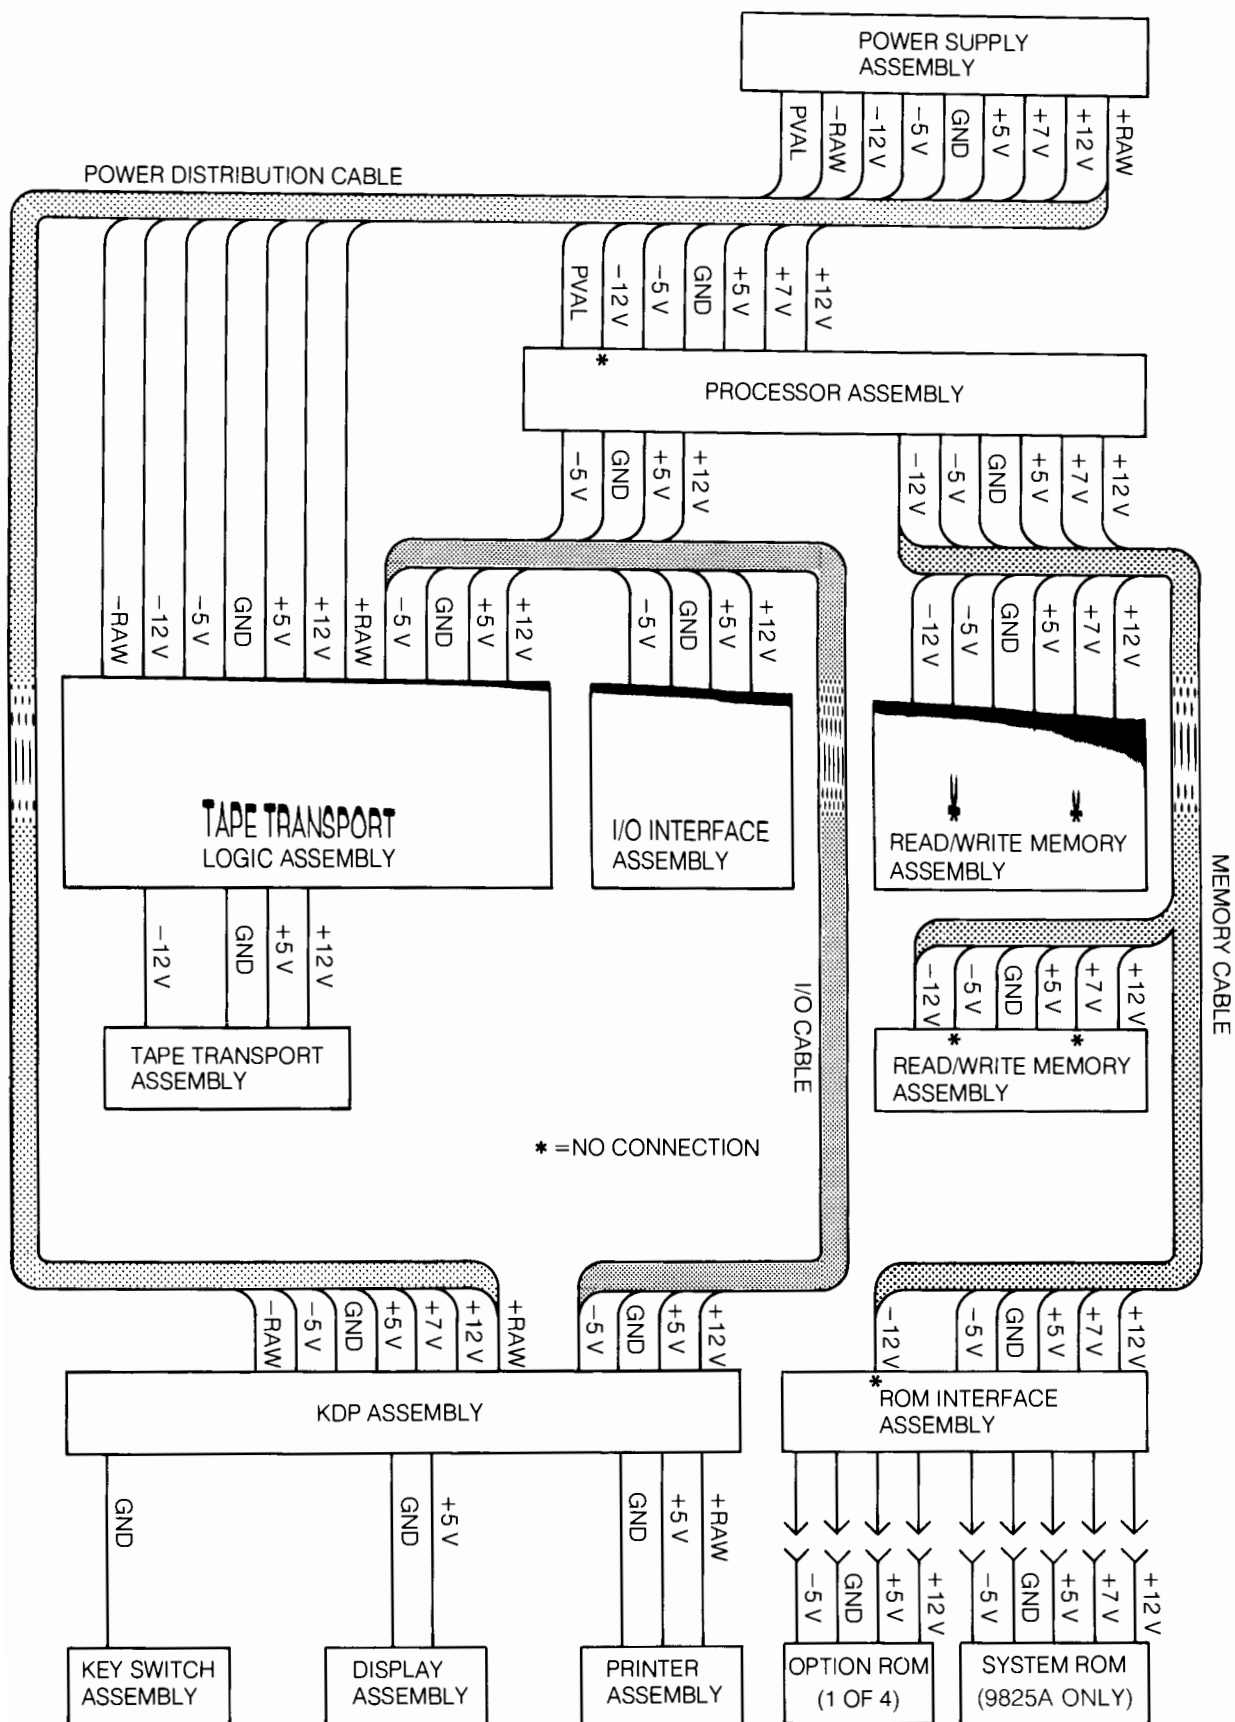 POWER SUPPLY
ASSEMBLY
PVAL
−RAW
−12 V
−5 V
GND
+5 V
+7 V
+12 V
+RAW
POWER DISTRIBUTION CABLE
PVAL
−12 V
−5 V
GND
+5 V
+7 V
+12 V
*
PROCESSOR ASSEMBLY
−5 V
GND
+5 V
+12 V
−12 V
−5 V
GND
+5 V
+7 V
+12 V
−RAW
−12 V
−5 V
GND
+5 V
+12 V
+RAW
−5 V
GND
+5 V
+12 V
−5 V
GND
+5 V
+12 V
−12 V
−5 V
GND
+5 V
+7 V
+12 V
TAPE TRANSPORT
LOGIC ASSEMBLY
I/O INTERFACE
ASSEMBLY
* *
READ/WRITE MEMORY
ASSEMBLY
MEMORY CABLE
−12 V
GND
+5 V
+12 V
I/O CABLE
−12 V
−5 V
GND
+5 V
+7 V
+12 V
TAPE TRANSPORT
ASSEMBLY
* *
READ/WRITE MEMORY
ASSEMBLY
* =NO CONNECTION
−RAW
−5 V
GND
+5 V
+7 V
+12 V
+RAW
−5 V
GND
+5 V
+12 V
−12 V
−5 V
GND
+5 V
+7 V
+12 V
KDP ASSEMBLY
*
ROM INTERFACE
ASSEMBLY
GND
GND
+5 V
GND
+5 V
+RAW
−5 V
GND
+5 V
+12 V
−5 V
GND
+5 V
+7 V
+12 V
KEY SWITCH
ASSEMBLY
DISPLAY
ASSEMBLY
PRINTER
ASSEMBLY
OPTION ROM
(1 OF 4)
SYSTEM ROM
(9825A ONLY)